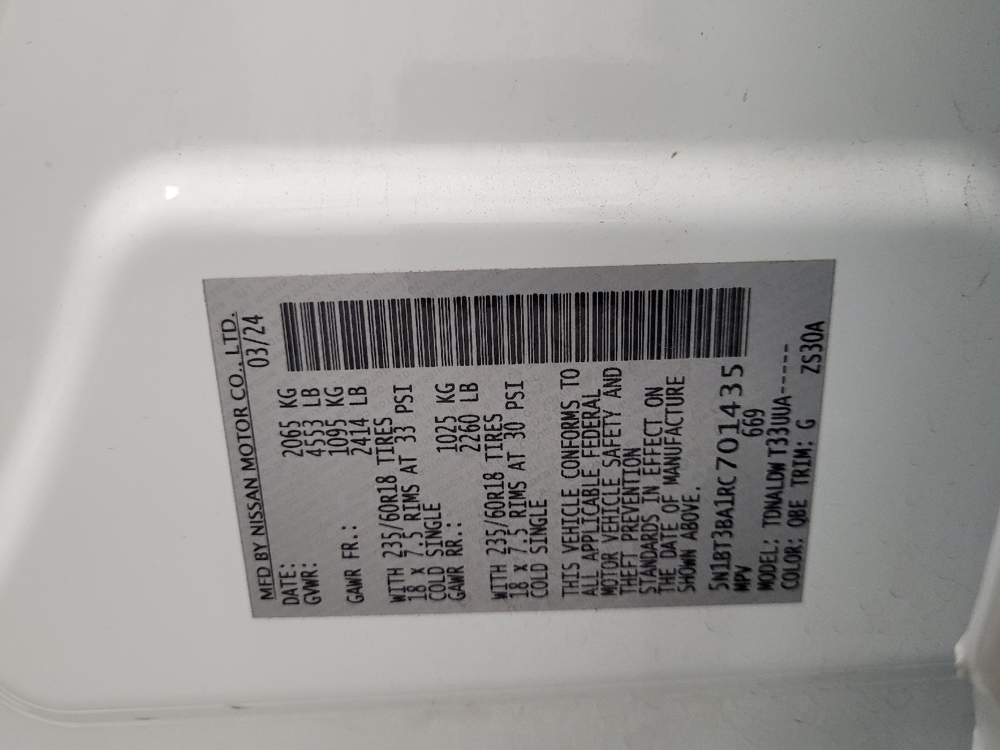 MFD BY NISSAN MOTOR CO., LTD.
DATE: 03/24
GVWR: 2065 KG
4553 LB
GAWR FR.: 1095 KG
2414 LB
WITH 235/60R18 TIRES
18 X 7.5 RIMS AT 33 PSI
COLD SINGLE
GAWR RR.: 1025 KG
2260 LB
WITH 235/60R18 TIRES
18 X 7.5 RIMS AT 30 PSI
COLD SINGLE
THIS VEHICLE CONFORMS TO
ALL APPLICABLE FEDERAL
MOTOR VEHICLE SAFETY AND
THEFT PREVENTION
STANDARDS IN EFFECT ON
THE DATE OF MANUFACTURE
SHOWN ABOVE.
5N1BT3BA1RC701435
MPV 669
MODEL: TDNALDW T33UUA-----
COLOR: QBE TRIM: G ZS30A